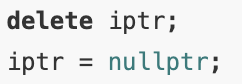 delete iptr;
iptr = nullptr;